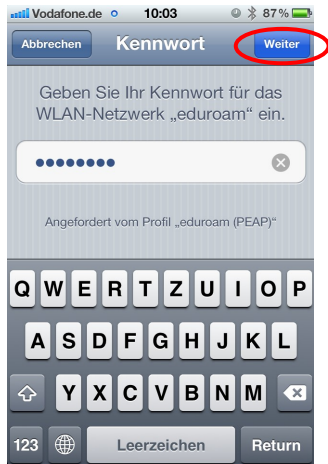 Vodafone.de 10:03 87%
Abbrechen Kennwort Weiter
Geben Sie Ihr Kennwort für das
WLAN-Netzwerk „eduroam“ ein.
Angefordert vom Profil „eduroam (PEAP)“
Q W E R T Z U I O P
A S D F G H J K L
Y X C V B N M
123 Leerzeichen Return